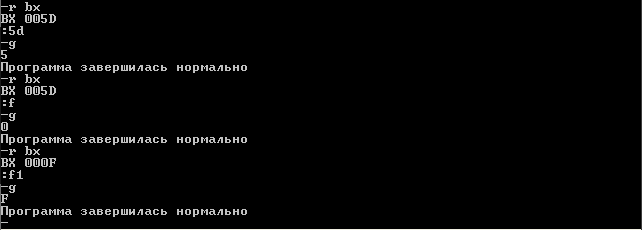 -r bx
BX 005D
:5d
-g
5
Программа завершилась нормально
-r bx
BX 005D
:f
-g
0
Программа завершилась нормально
-r bx
BX 000F
:f1
-g
F
Программа завершилась нормально
-